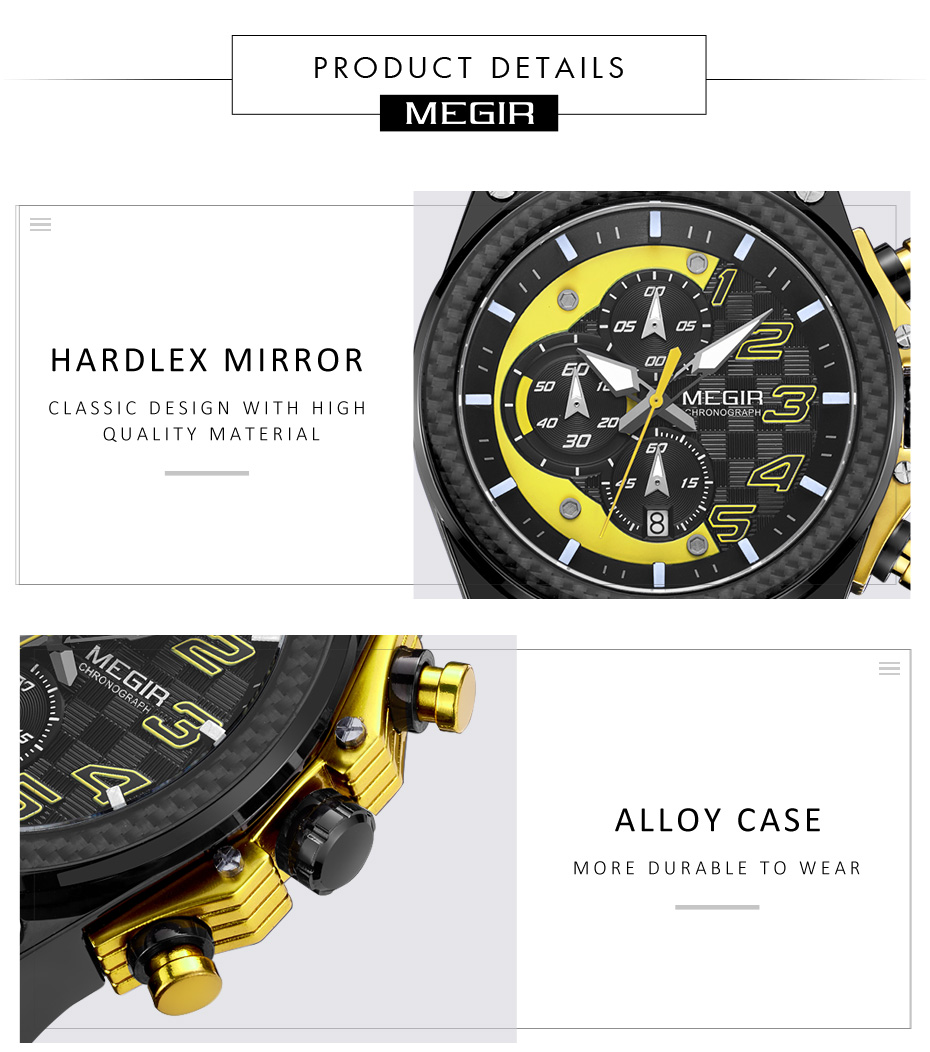 PRODUCT DETAILS
MEGIR
HARDLEX MIRROR
CLASSIC DESIGN WITH HIGH
QUALITY MATERIAL
1
00
05 05
2
00
60
50 10
MEGIR
CHRONOGRAPH
3
40 20
30
60
45 15
4
8
5
2
MEGIR
CHRONOGRAPH
3
4
5
ALLOY CASE
MORE DURABLE TO WEAR